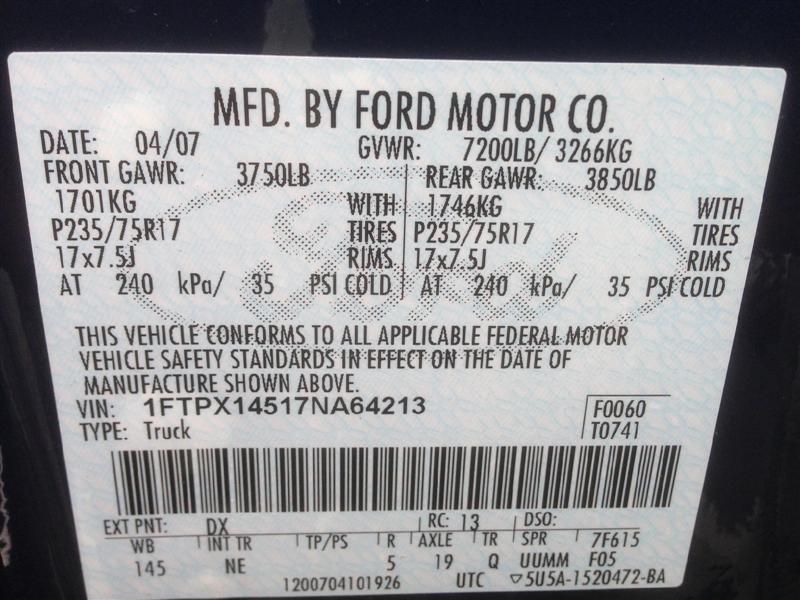 MFD. BY FORD MOTOR CO.
DATE: 04/07 GVWR: 7200LB/ 3266KG
FRONT GAWR: 3750LB REAR GAWR: 3850LB
1701KG WITH 1746KG WITH
P235/75R17 TIRES P235/75R17 TIRES
17x7.5J RIMS 17x7.5J RIMS
AT 240 kPa/ 35 PSI COLD AT 240 kPa/ 35 PSI COLD
THIS VEHICLE CONFORMS TO ALL APPLICABLE FEDERAL MOTOR
VEHICLE SAFETY STANDARDS IN EFFECT ON THE DATE OF
MANUFACTURE SHOWN ABOVE.
VIN: 1FTPX14517NA64213 F0060
TYPE: Truck T0741
EXT PNT: DX RC: 13 DSO:
WB INT TR TP/PS R AXLE TR SPR 7F615
145 NE 5 19 Q UUMM F05
1200704101926 UTC ▽5U5A-1520472-BA
Ford